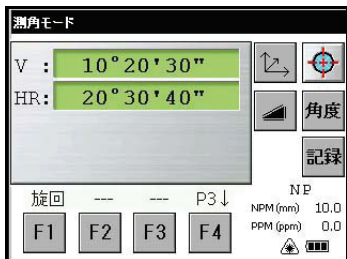 測角モード
V : 10°20'30"
HR: 20°30'40"
角度
記録
旋回 --- --- P3↓
F1 F2 F3 F4
NP
NPM (mm) 10.0
PPM (ppm) 0.0